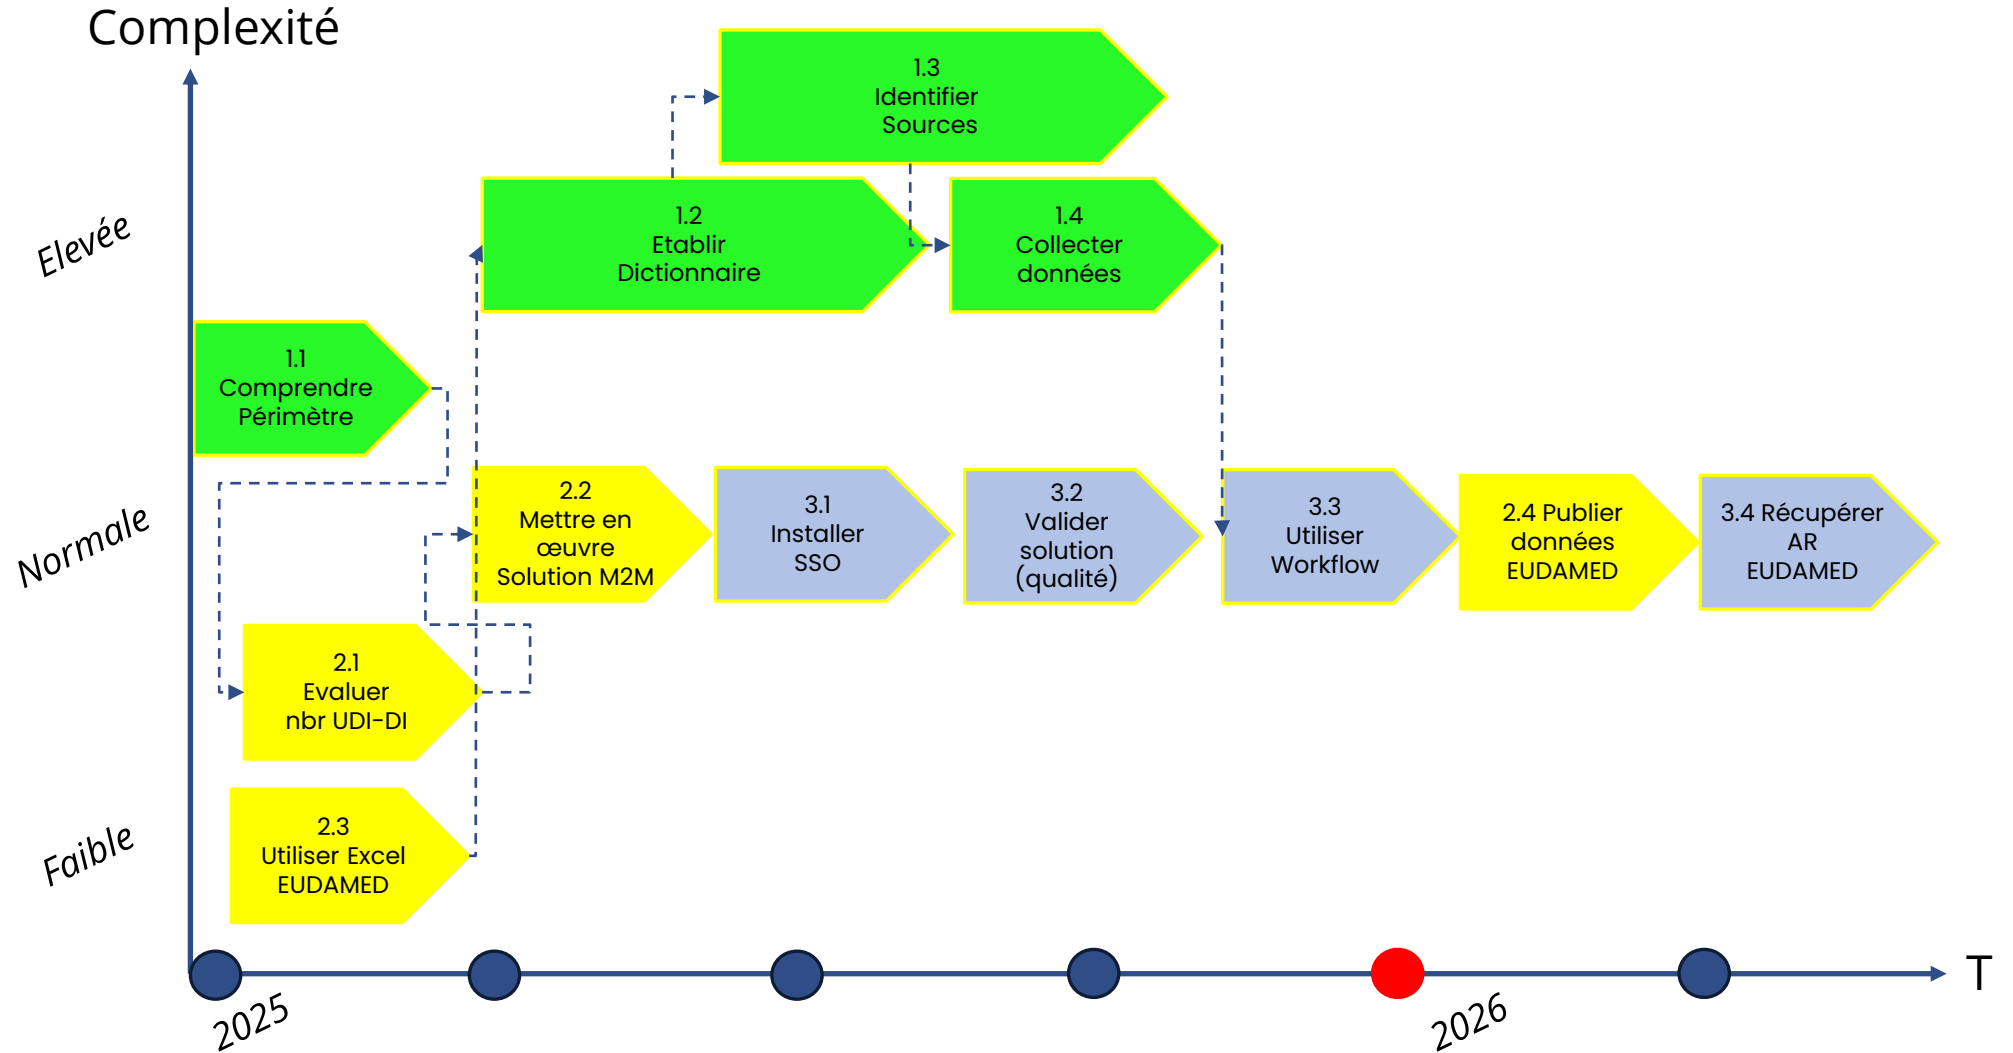 Complexité
1.3
Identifier
Sources
1.2
Etablir
Dictionnaire
1.4
Collecter
données
Elevée
1.1
Comprendre
Périmètre
2.2
Mettre en
œuvre
Solution M2M
3.1
Installer
SSO
3.2
Valider
solution
(qualité)
3.3
Utiliser
Workflow
2.4 Publier
données
EUDAMED
3.4 Récupérer
AR
EUDAMED
Normale
2.1
Evaluer
nbr UDI-DI
2.3
Utiliser Excel
EUDAMED
Faible
T
2025
2026